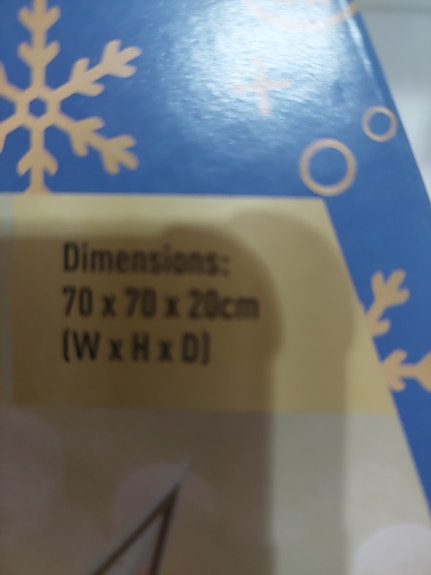 Dimensions:
70 x 70 x 20cm
(W x H x D)